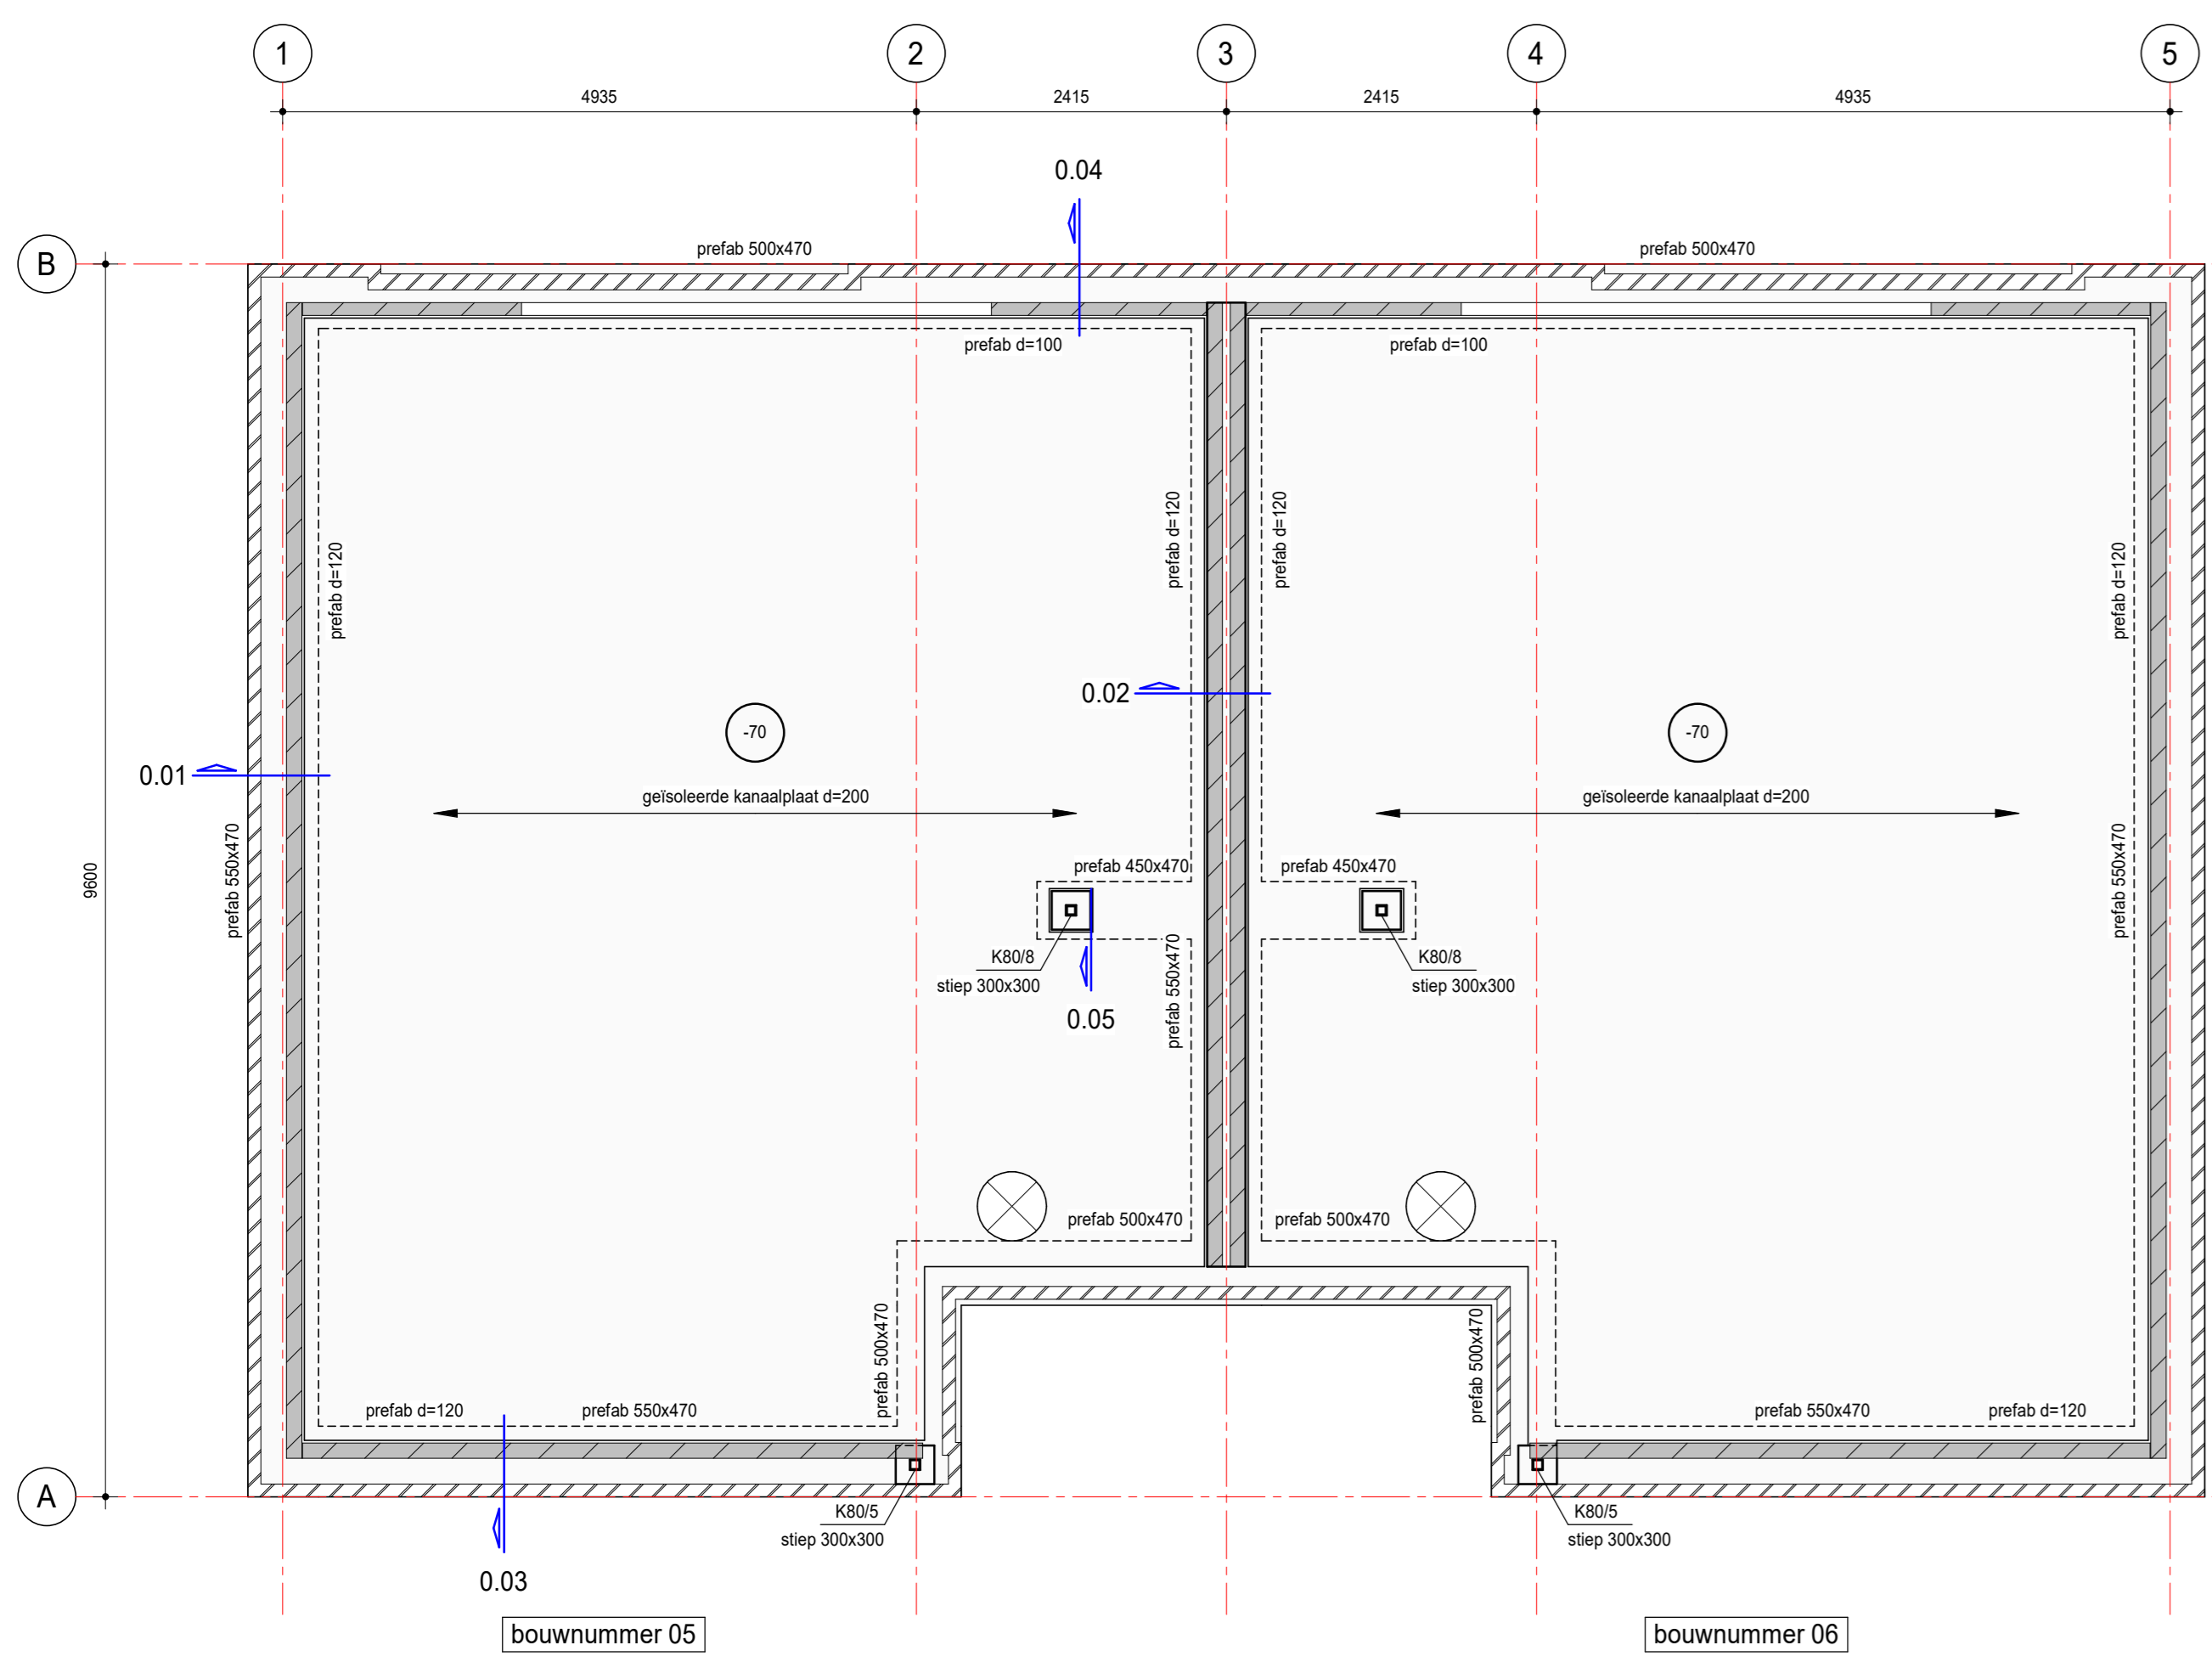 1
2
3
4
5
4935
2415
2415
4935
0.04
B
prefab 500x470
prefab 500x470
prefab d=100
prefab d=100
prefab d=120
prefab d=120
prefab d=120
prefab d=120
0.02
-70
-70
0.01
geïsoleerde kanaalplaat d=200
geïsoleerde kanaalplaat d=200
9600
prefab 550x470
prefab 450x470
prefab 450x470
prefab 550x470
K80/8
stiep 300x300
K80/8
stiep 300x300
prefab 550x470
0.05
prefab 500x470
prefab 500x470
prefab 500x470
prefab 500x470
prefab d=120
prefab 550x470
prefab 550x470
prefab d=120
A
K80/5
stiep 300x300
K80/5
stiep 300x300
0.03
bouwnummer 05
bouwnummer 06